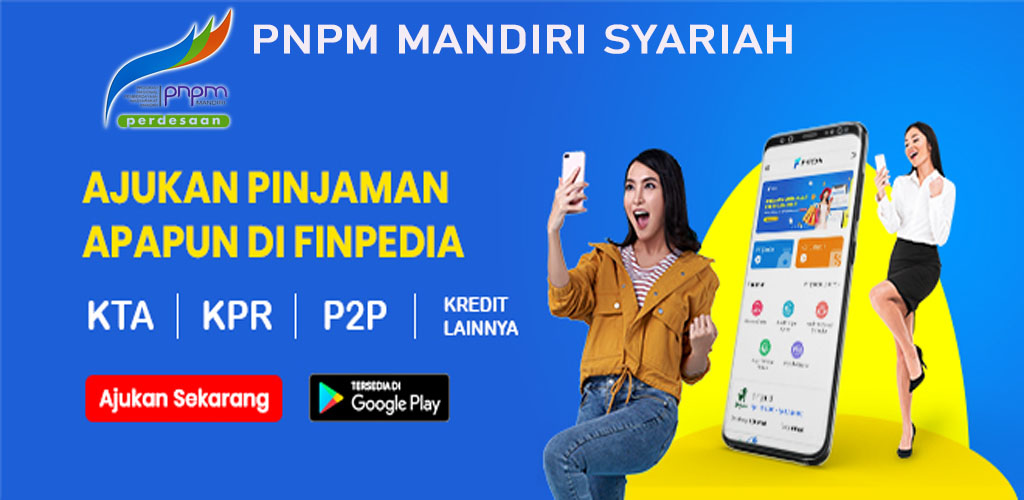 PNPM MANDIRI SYARIAH
pnpm
MANDIRI
perdesaan
AJUKAN PINJAMAN
APAPUN DI FINPEDIA
KTA
KPR
P2P
KREDIT
LAINNYA
Ajukan Sekarang
TERSEDIA DI
Google Play